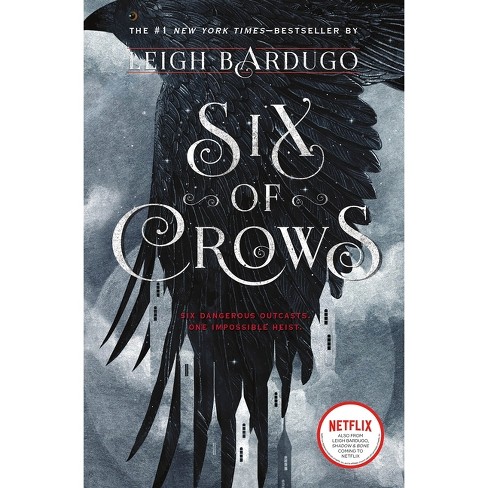 THE #1 NEW YORK TIMES–BESTSELLER BY
LEIGH BARDUGO
SIX
OF
CROWS
SIX DANGEROUS OUTCASTS.
ONE IMPOSSIBLE HEIST.
NETFLIX
ALSO FROM
LEIGH BARDUGO,
SHADOW & BONE
COMING TO
NETFLIX